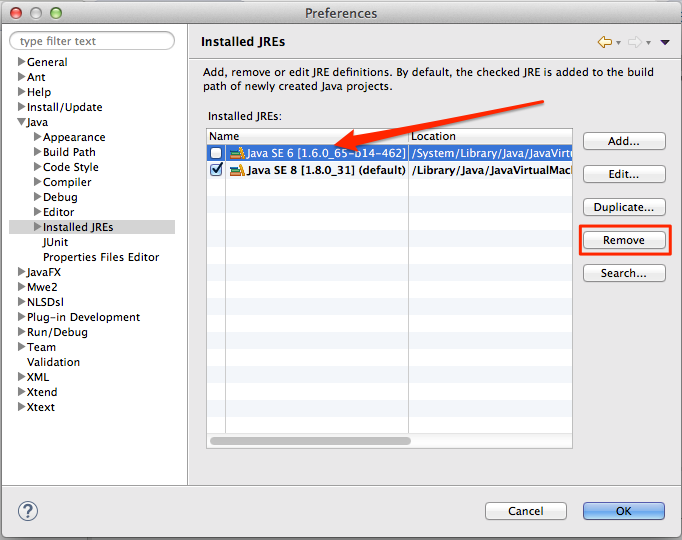 Preferences
type filter text
General
Ant
Help
Install/Update
Java
Appearance
Build Path
Code Style
Compiler
Debug
Editor
Installed JREs
JUnit
Properties Files Editor
JavaFX
Mwe2
NLSDsl
Plug-in Development
Run/Debug
Team
Validation
XML
Xtend
Xtext
Installed JREs
Add, remove or edit JRE definitions. By default, the checked JRE is added to the build
path of newly created Java projects.
Installed JREs:
Name Location
Java SE 6 [1.6.0_65-b14-462] /System/Library/Java/JavaVirtu
Java SE 8 [1.8.0_31] (default) /Library/Java/JavaVirtualMac
Add...
Edit...
Duplicate...
Remove
Search...
?
Cancel
OK